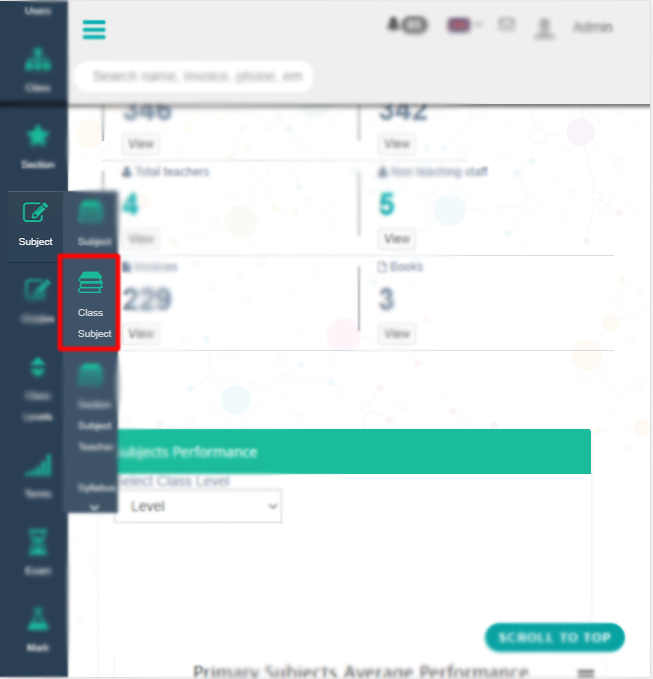 Users
Admin
Search name, Invoice, phone, em
Class
346
342
View
View
Section
Total teachers
Non teaching staff
4
5
Subject
Subject
View
View
Invoices
Books
229
3
Class
Subject
View
View
Class
Levels
Section
Subject
Teacher
Subjects Performance
Select Class Level
Syllabus
Level
Terms
Exam
SCROLL TO TOP
Mark
Primary Subjects Average Performance